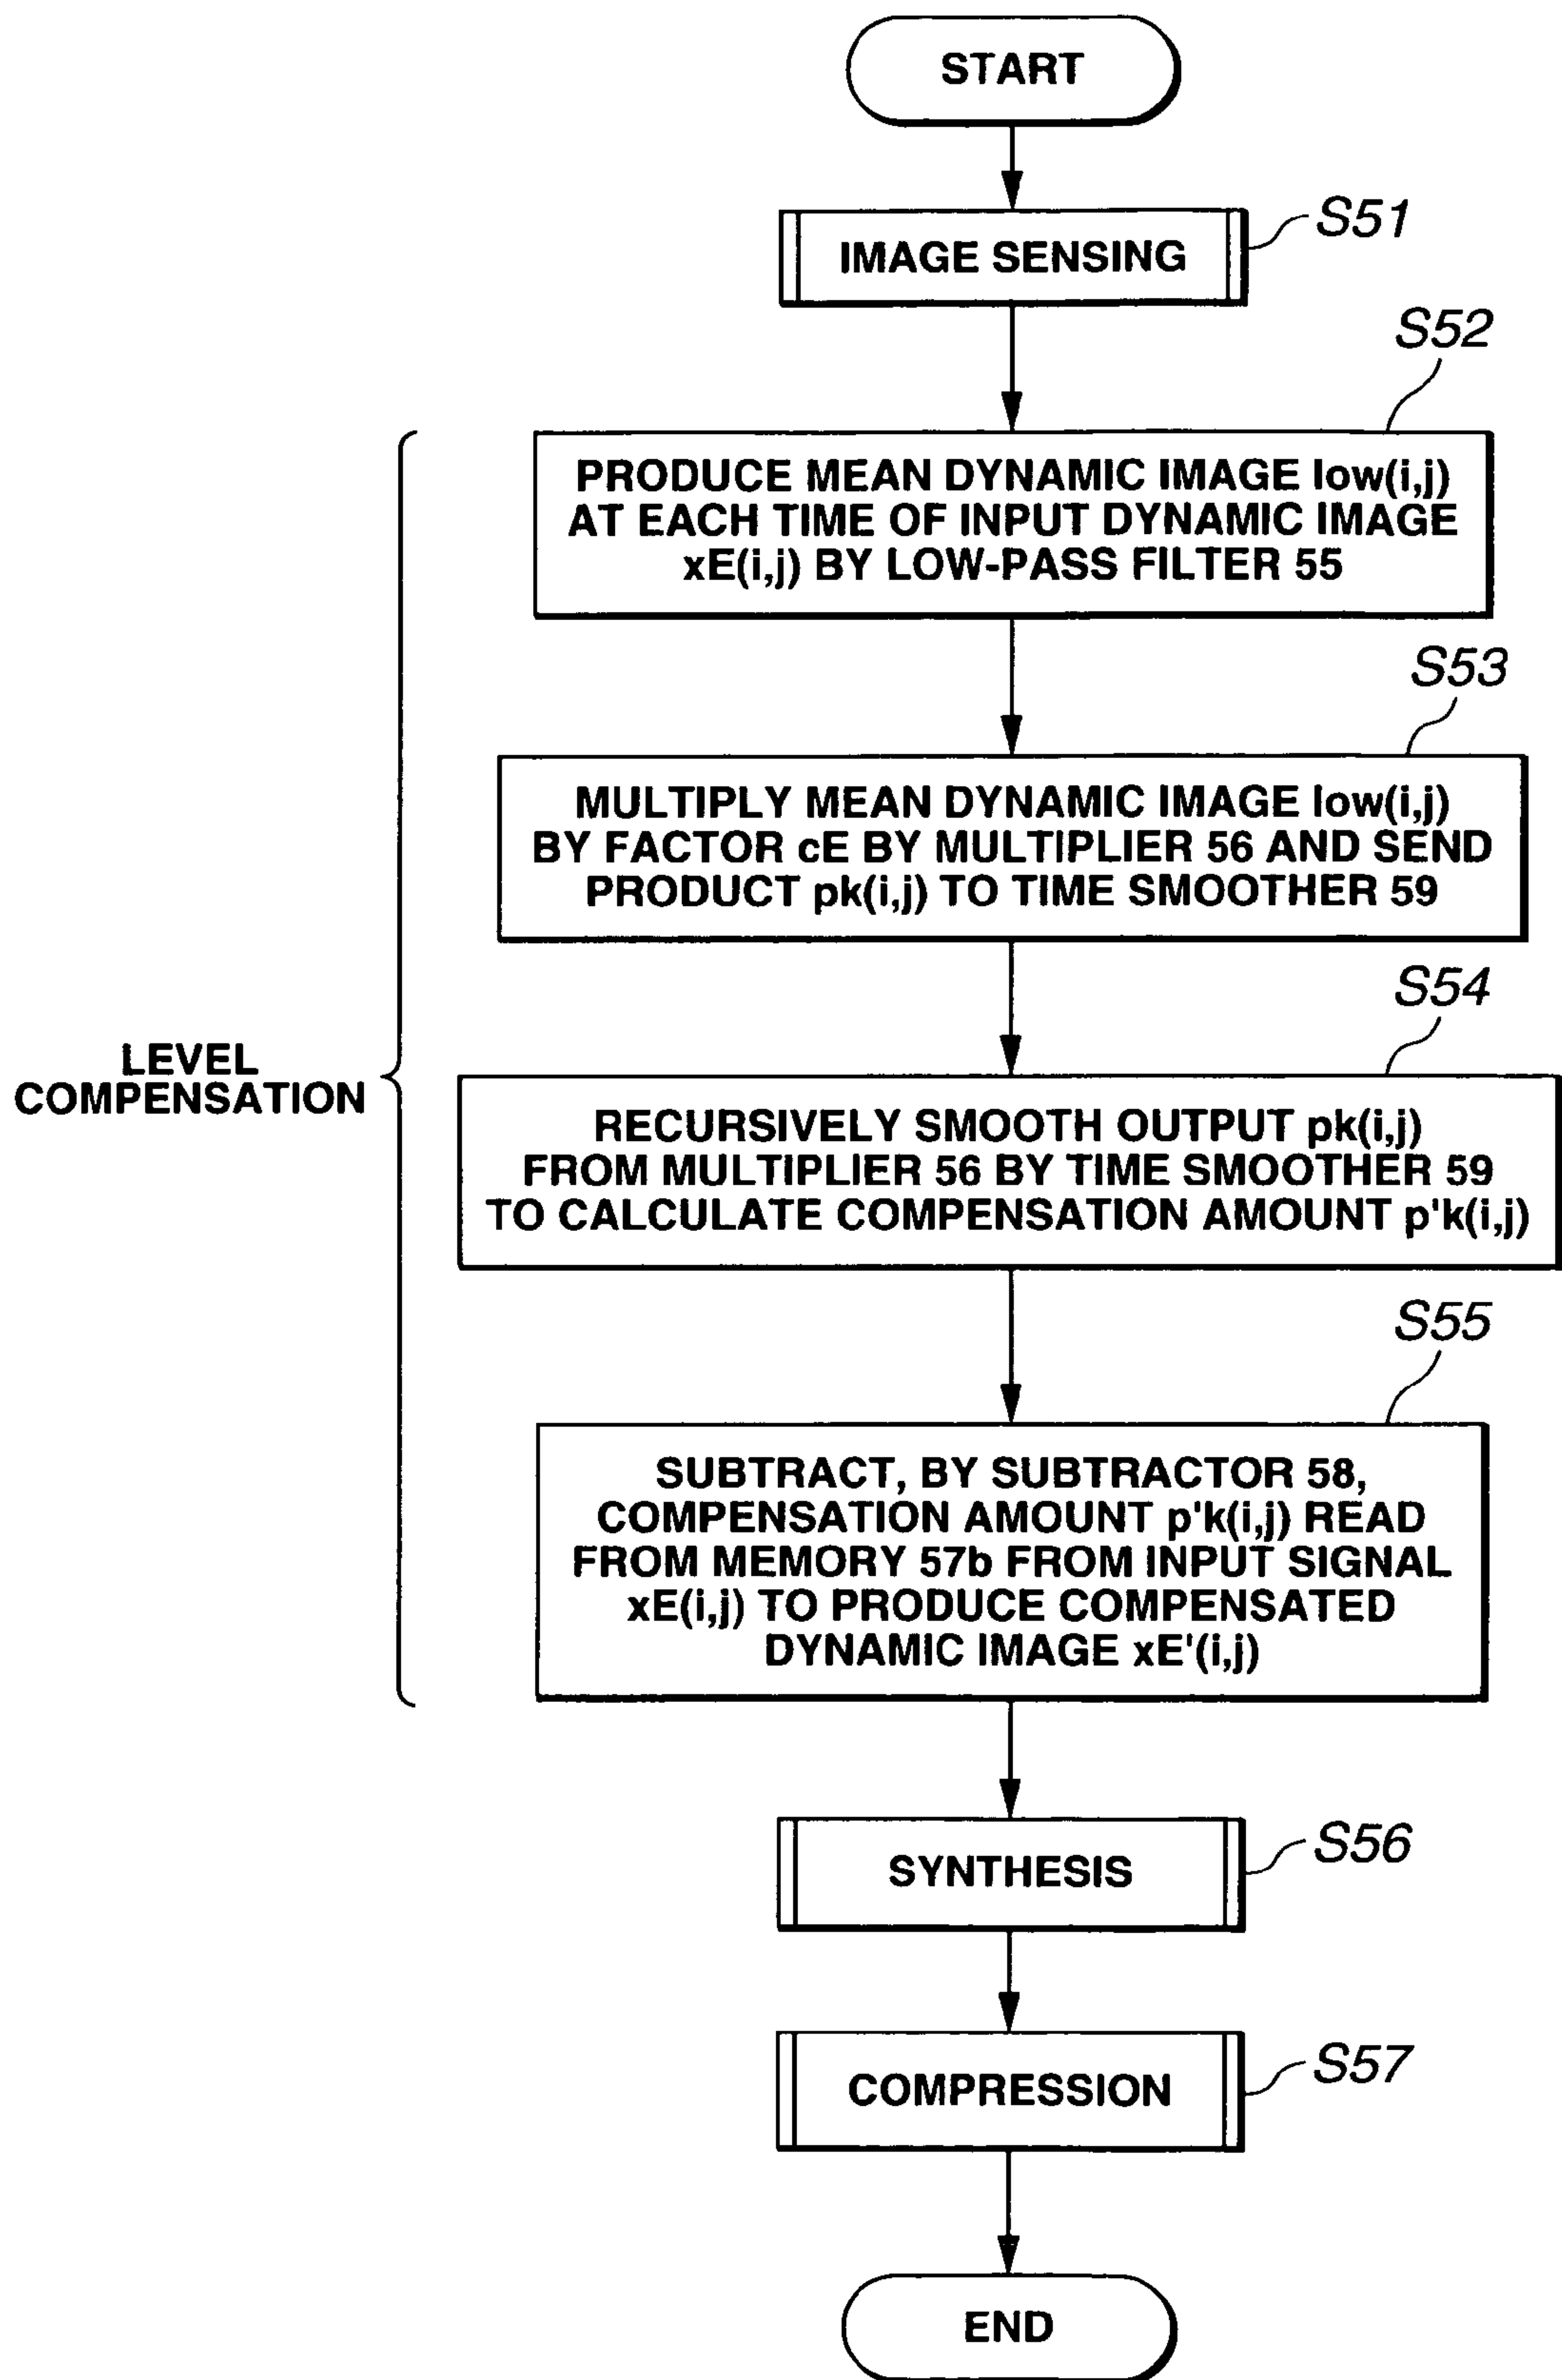 START
IMAGE SENSING
S51
S52
PRODUCE MEAN DYNAMIC IMAGE low(i,j)
AT EACH TIME OF INPUT DYNAMIC IMAGE
xE(i,j) BY LOW-PASS FILTER 55
S53
MULTIPLY MEAN DYNAMIC IMAGE low(i,j)
BY FACTOR cE BY MULTIPLIER 56 AND SEND
PRODUCT pk(i,j) TO TIME SMOOTHER 59
S54
LEVEL
COMPENSATION
RECURSIVELY SMOOTH OUTPUT pk(i,j)
FROM MULTIPLIER 56 BY TIME SMOOTHER 59
TO CALCULATE COMPENSATION AMOUNT p'k(i,j)
S55
SUBTRACT, BY SUBTRACTOR 58,
COMPENSATION AMOUNT p'k(i,j) READ
FROM MEMORY 57b FROM INPUT SIGNAL
xE(i,j) TO PRODUCE COMPENSATED
DYNAMIC IMAGE xE'(i,j)
SYNTHESIS
S56
COMPRESSION
S57
END